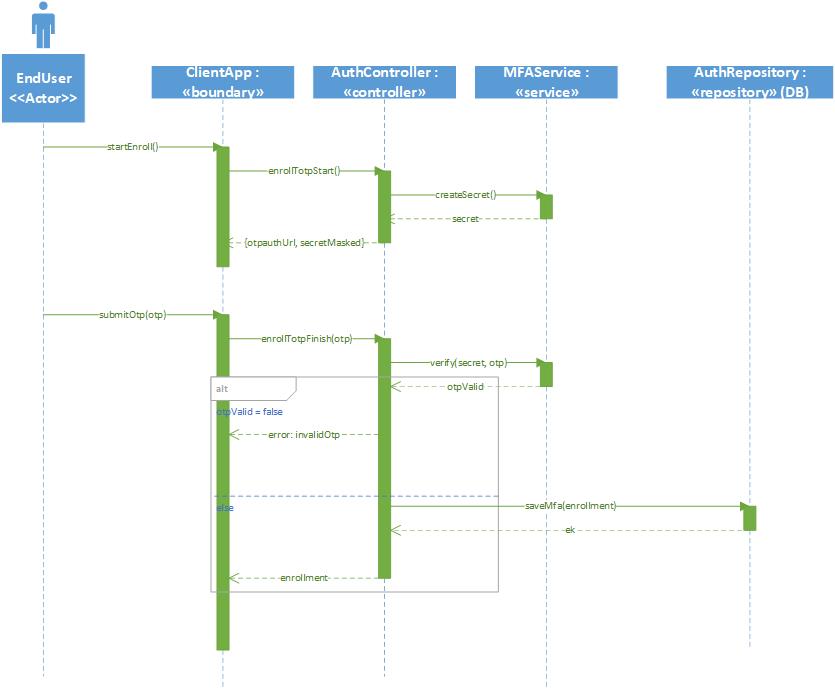 EndUser
<<Actor>>
ClientApp :
«boundary»
AuthController :
«controller»
MFAService :
«service»
AuthRepository :
«repository» (DB)
startEnroll()
enrollTotpStart()
createSecret()
secret
{otpauthUrl, secretMasked}
submitOtp(otp)
enrollTotpFinish(otp)
verify(secret, otp)
otpValid
alt
otpValid = false
error: invalidOtp
else
saveMfa(enrollment)
ek
enrollment